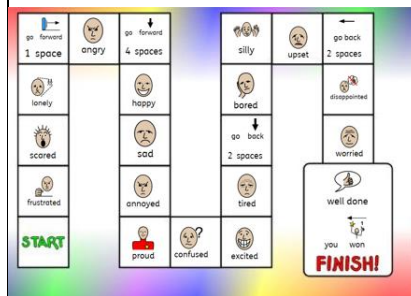 go forward
1 space
angry
go forward
4 spaces
silly
upset
go back
2 spaces
lonely
happy
bored
disappointed
scared
sad
go back
2 spaces
worried
frustrated
annoyed
tired
well done
you won
FINISH!
START
proud
confused
excited